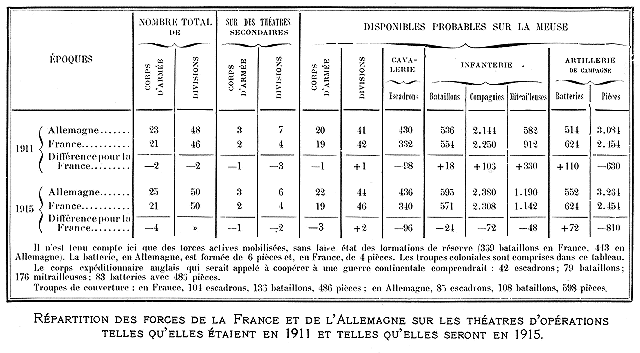 NOMBRE TOTAL DE
SUR DES THÉATRES SECONDAIRES
DISPONIBLES PROBABLES SUR LA MEUSE
ÉPOQUES
CORPS D'ARMÉE
DIVISIONS
CORPS D'ARMÉE
DIVISIONS
CORPS D'ARMÉE
DIVISIONS
CAVALERIE
INFANTERIE
ARTILLERIE DE CAMPAGNE
Escadrons Bataillons Compagnies Mitrailleuses Batteries Pièces
1911
Allemagne....... 23 48 3 7 20 41 430 536 2.144 582 514 3.084
France.......... 21 46 2 4 19 42 332 554 2.250 912 624 2.454
Différence pour la
France......... —2 —2 —1 —3 —1 +1 —98 +18 +106 +330 +110 —630
1915
Allemagne....... 25 50 3 6 22 44 436 595 2.380 1.190 552 3.264
France.......... 21 50 2 4 19 46 340 571 2.308 1.142 624 2.454
Différence pour la
France......... —4 » —1 —2 —3 +2 —96 —24 —72 —48 +72 —810
Il n'est tenu compte ici que des forces actives mobilisées, sans faire état des formations de réserve (359 bataillons en France, 413 en
Allemagne). La batterie, en Allemagne, est formée de 6 pièces et, en France, de 4 pièces. Les troupes coloniales sont comprises dans ce tableau.
Le corps expéditionnaire anglais qui serait appelé à coopérer à une guerre continentale comprendrait : 42 escadrons ; 79 bataillons ;
176 mitrailleuses ; 83 batteries avec 486 pièces.
Troupes de couverture : en France, 104 escadrons, 135 bataillons, 486 pièces ; en Allemagne, 85 escadrons, 108 bataillons, 598 pièces.
RÉPARTITION DES FORCES DE LA FRANCE ET DE L'ALLEMAGNE SUR LES THÉATRES D'OPÉRATIONS
TELLES QU'ELLES ÉTAIENT EN 1911 ET TELLES QU'ELLES SERONT EN 1915.